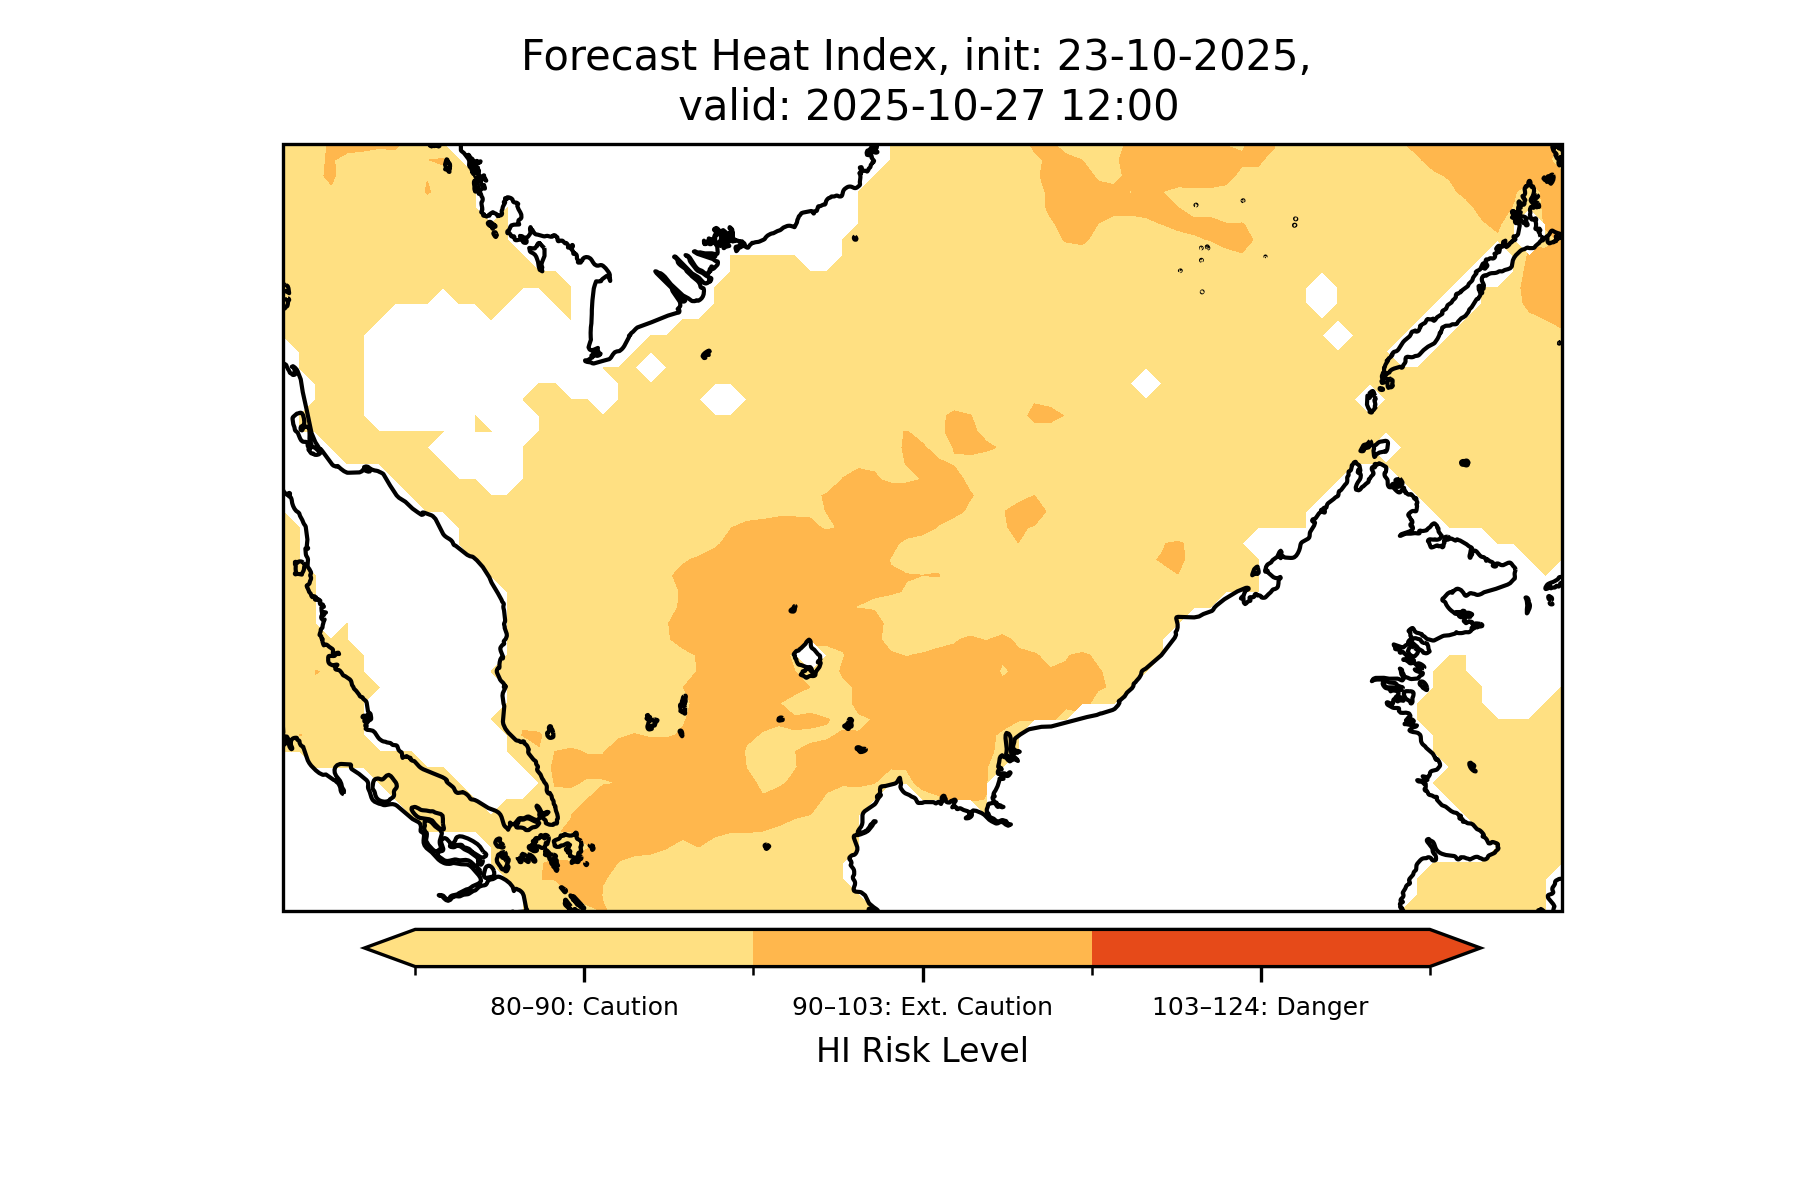 Forecast Heat Index, init: 23-10-2025,
valid: 2025-10-27 12:00
80–90: Caution
90–103: Ext. Caution
103–124: Danger
HI Risk Level